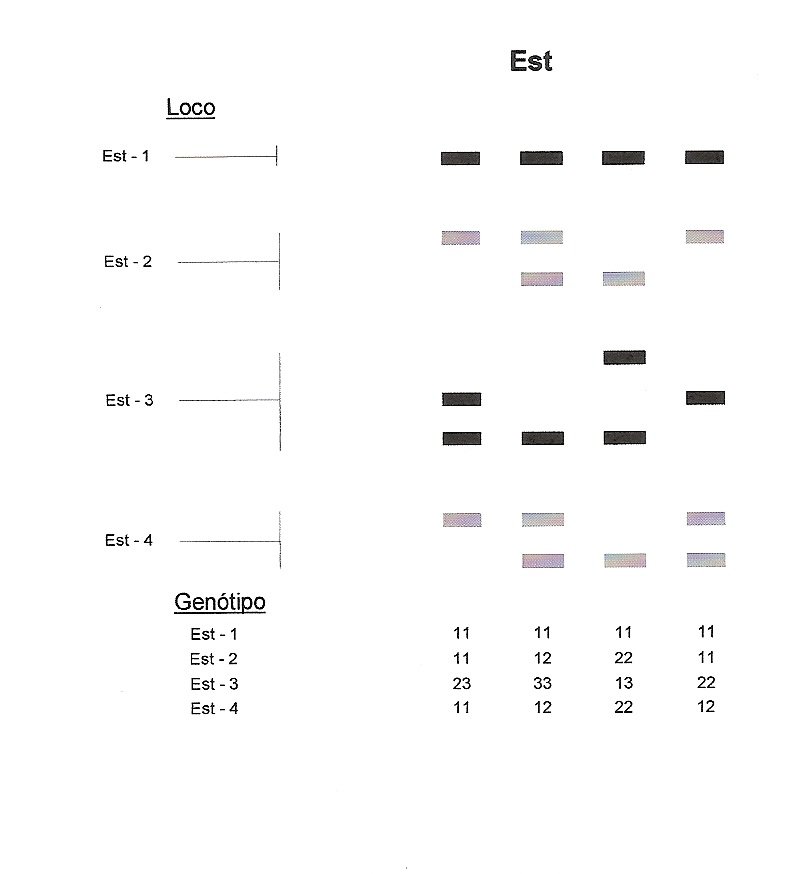 Est
Loco
Est - 1
Est - 2
Est - 3
Est - 4
Genótipo
Est - 1 11 11 11 11
Est - 2 11 12 22 11
Est - 3 23 33 13 22
Est - 4 11 12 22 12